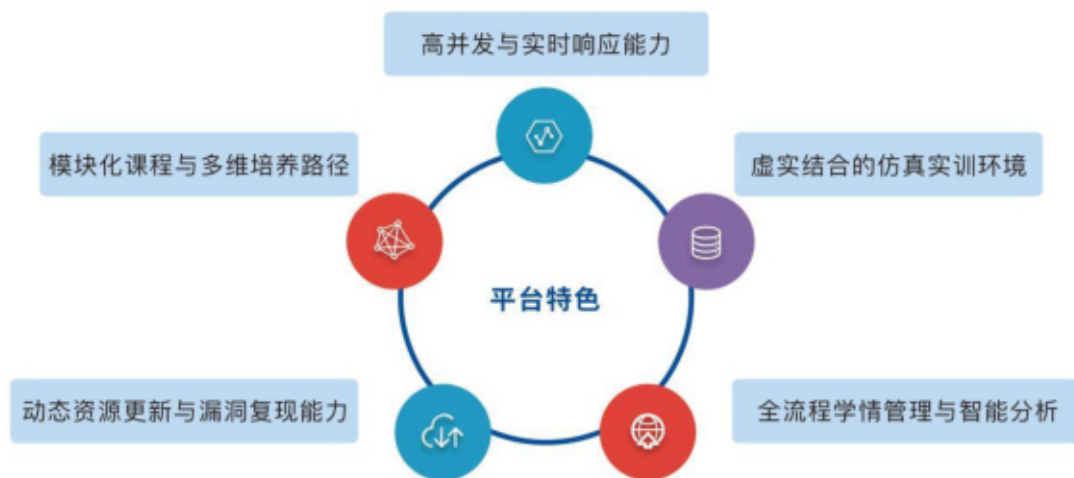 高并发与实时响应能力
模块化课程与多维培养路径
虚实结合的仿真实训环境
平台特色
动态资源更新与漏洞复现能力
全流程学情管理与智能分析